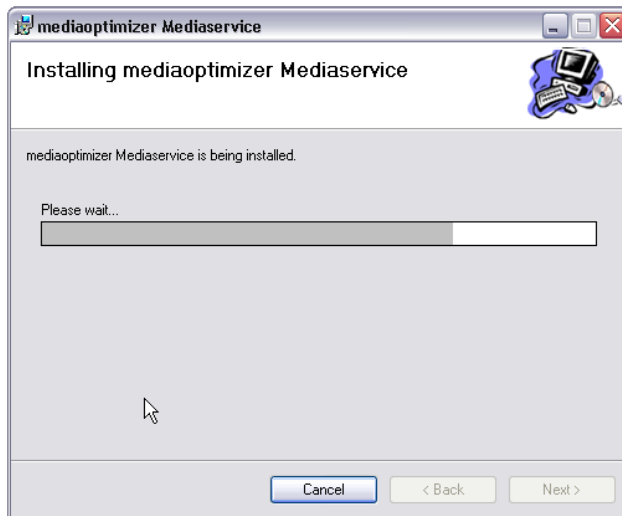 mediaoptimizer Mediaservice
Installing mediaoptimizer Mediaservice
mediaoptimizer Mediaservice is being installed.
Please wait...
Cancel
< Back
Next >